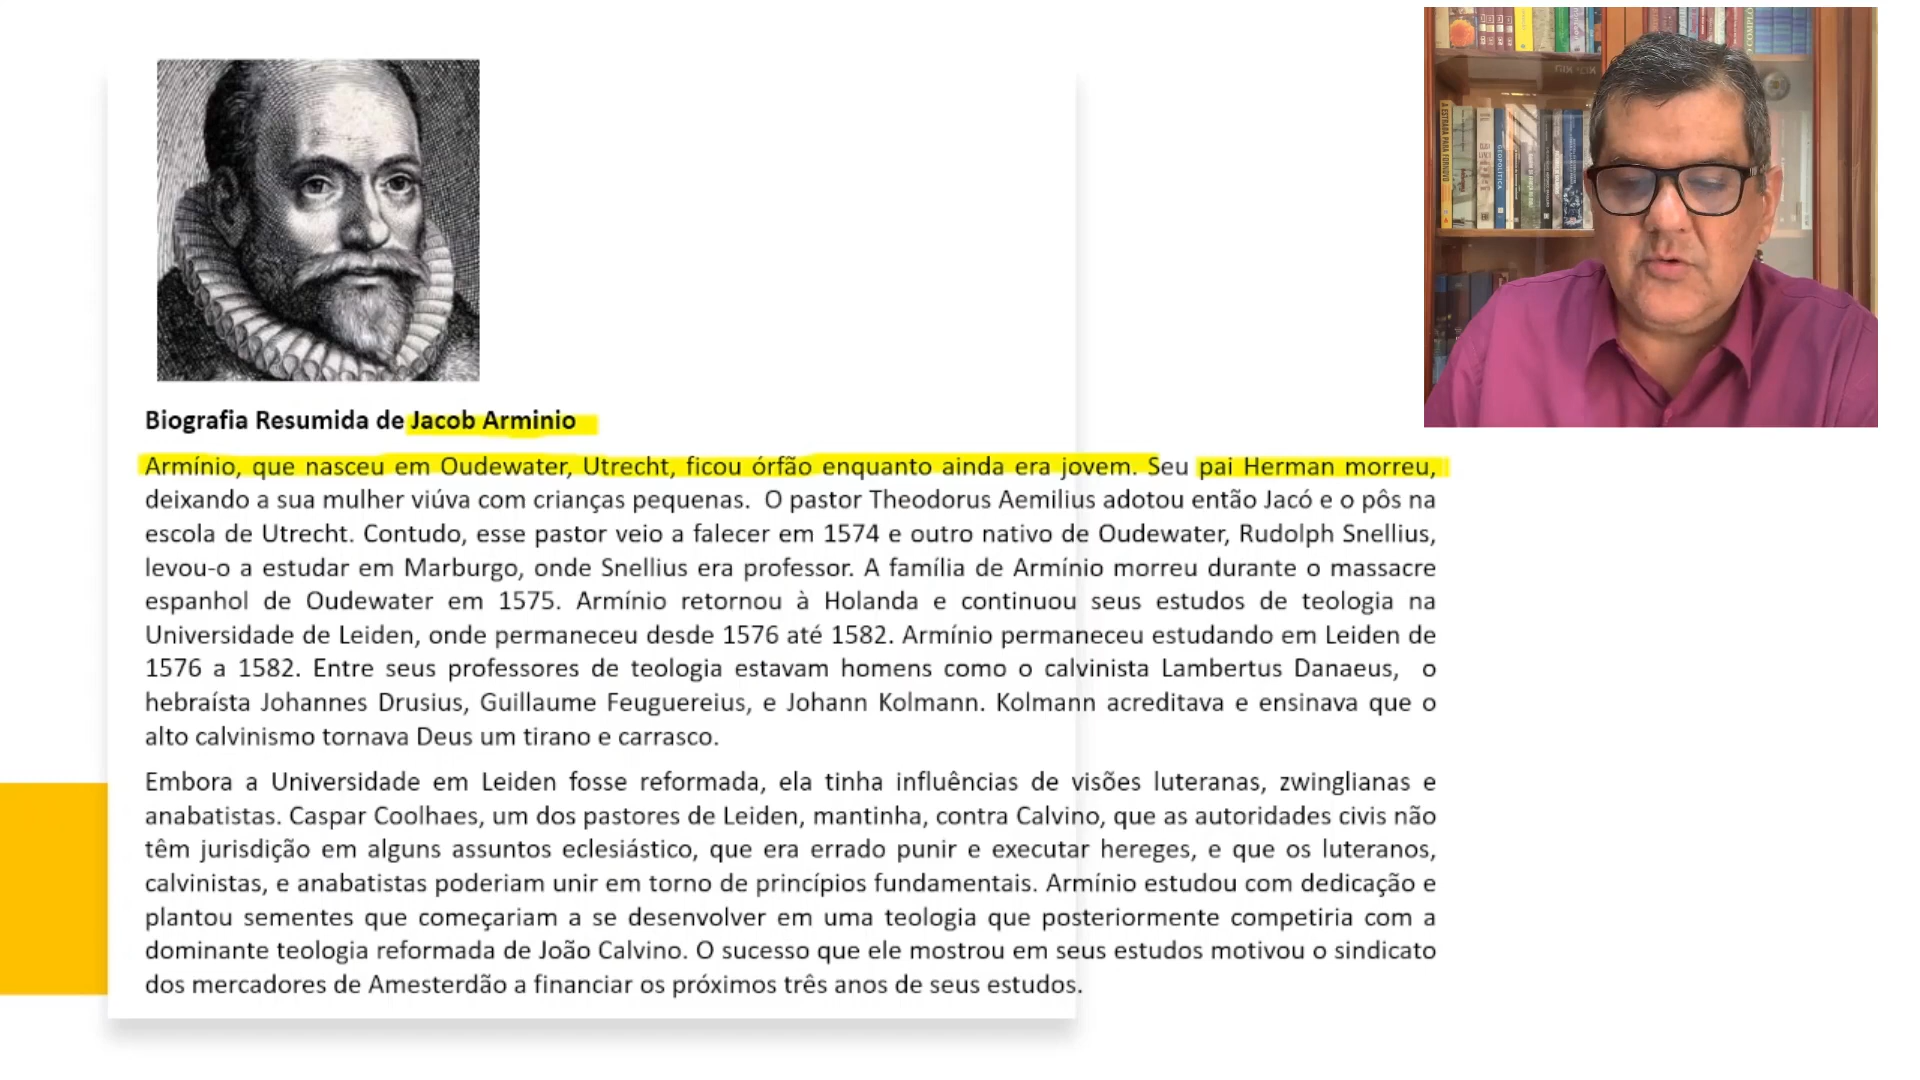 Biografia Resumida de Jacob Arminio
Armínio, que nasceu em Oudewater, Utrecht, ficou órfão enquanto ainda era jovem. Seu pai Herman morreu,
deixando a sua mulher viúva com crianças pequenas. O pastor Theodorus Aemilius adotou então Jacó e o pôs na
escola de Utrecht. Contudo, esse pastor veio a falecer em 1574 e outro nativo de Oudewater, Rudolph Snellius,
levou-o a estudar em Marburgo, onde Snellius era professor. A família de Armínio morreu durante o massacre
espanhol de Oudewater em 1575. Armínio retornou à Holanda e continuou seus estudos de teologia na
Universidade de Leiden, onde permaneceu desde 1576 até 1582. Armínio permaneceu estudando em Leiden de
1576 a 1582. Entre seus professores de teologia estavam homens como o calvinista Lambertus Danaeus, o
hebraísta Johannes Drusius, Guillaume Feuguereius, e Johann Kolmann. Kolmann acreditava e ensinava que o
alto calvinismo tornava Deus um tirano e carrasco.
Embora a Universidade em Leiden fosse reformada, ela tinha influências de visões luteranas, zwinglianas e
anabatistas. Caspar Coolhaes, um dos pastores de Leiden, mantinha, contra Calvino, que as autoridades civis não
têm jurisdição em alguns assuntos eclesiástico, que era errado punir e executar hereges, e que os luteranos,
calvinistas, e anabatistas poderiam unir em torno de princípios fundamentais. Armínio estudou com dedicação e
plantou sementes que começariam a se desenvolver em uma teologia que posteriormente competiria com a
dominante teologia reformada de João Calvino. O sucesso que ele mostrou em seus estudos motivou o sindicato
dos mercadores de Amesterdão a financiar os próximos três anos de seus estudos.
A ESTRADA PARA FORNOVO
GEOPOLÍTICA